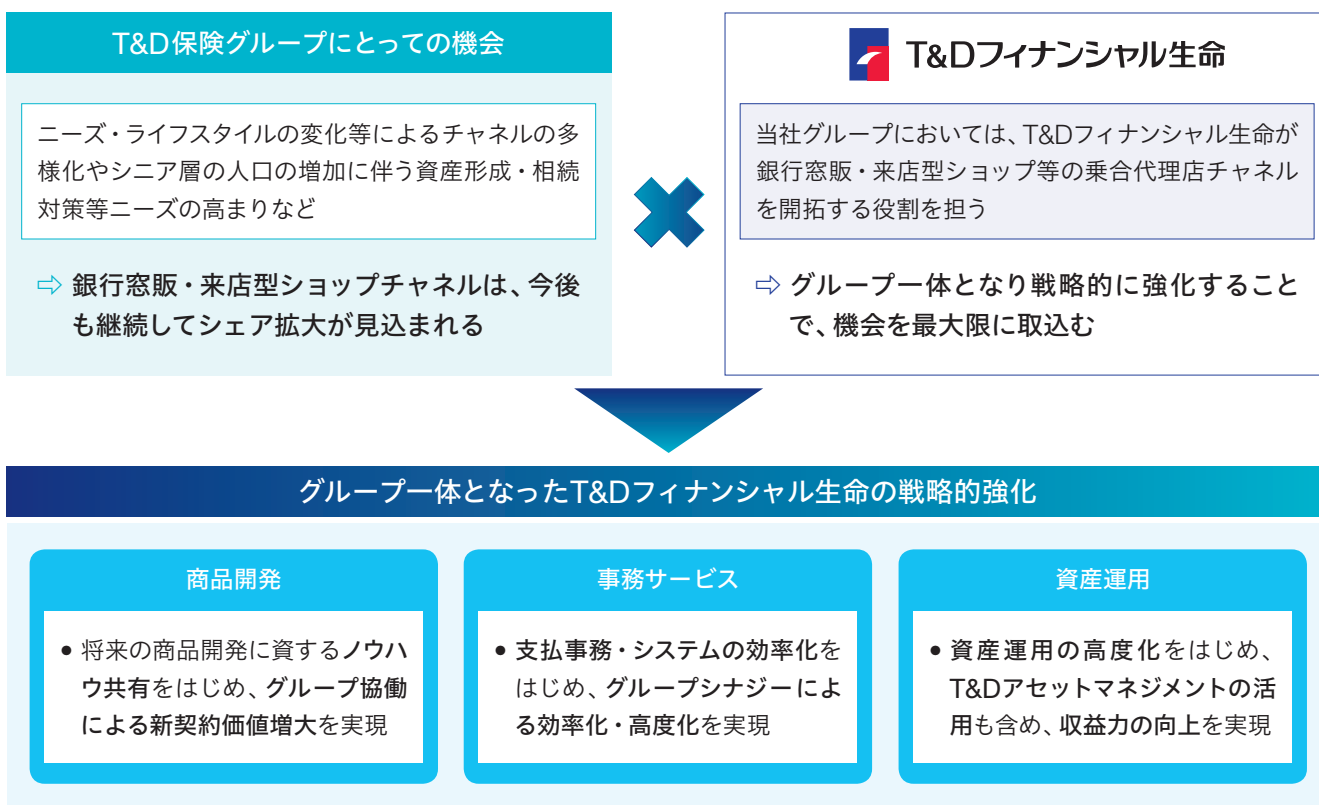 T&D保険グループにとっての機会
ニーズ・ライフスタイルの変化等によるチャネルの多
様化やシニア層の人口の増加に伴う資産形成・相続
対策等ニーズの高まりなど
⇨ 銀行窓販・来店型ショップチャネルは、今後
も継続してシェア拡大が見込まれる
T&Dフィナンシャル生命
当社グループにおいては、T&Dフィナンシャル生命が
銀行窓販・来店型ショップ等の乗合代理店チャネル
を開拓する役割を担う
⇨ グループ一体となり戦略的に強化すること
で、機会を最大限に取込む
グループ一体となったT&Dフィナンシャル生命の戦略的強化
商品開発
• 将来の商品開発に資するノウハ
ウ共有をはじめ、グループ協働
による新契約価値増大を実現
事務サービス
• 支払事務・システムの効率化を
はじめ、グループシナジーによ
る効率化・高度化を実現
資産運用
• 資産運用の高度化をはじめ、
T&Dアセットマネジメントの活
用も含め、収益力の向上を実現